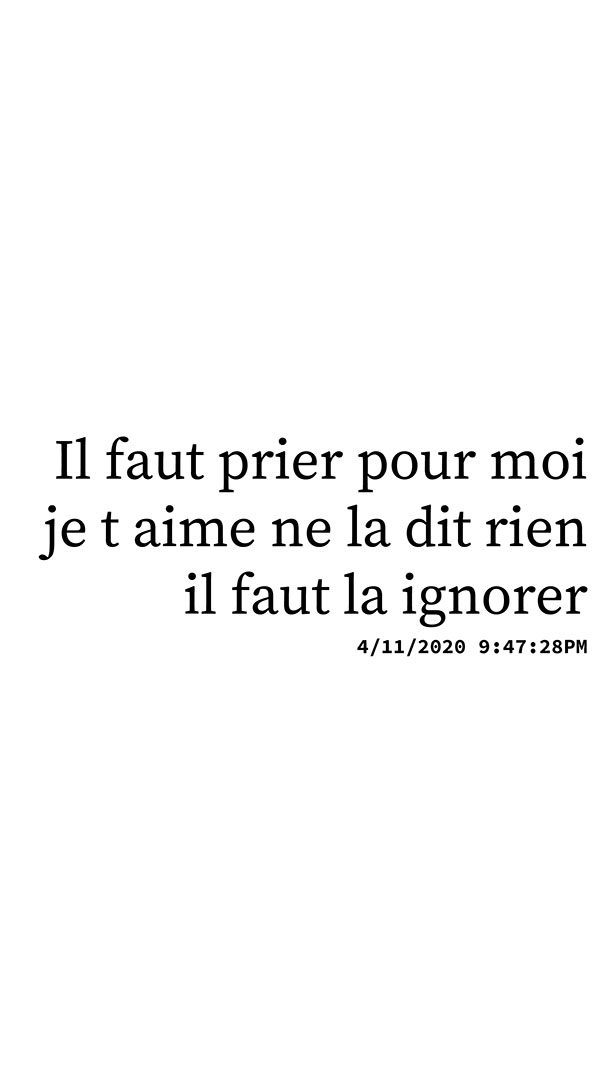 Il faut prier pour moi
je t aime ne la dit rien
il faut la ignorer
4/11/2020 9:47:28PM